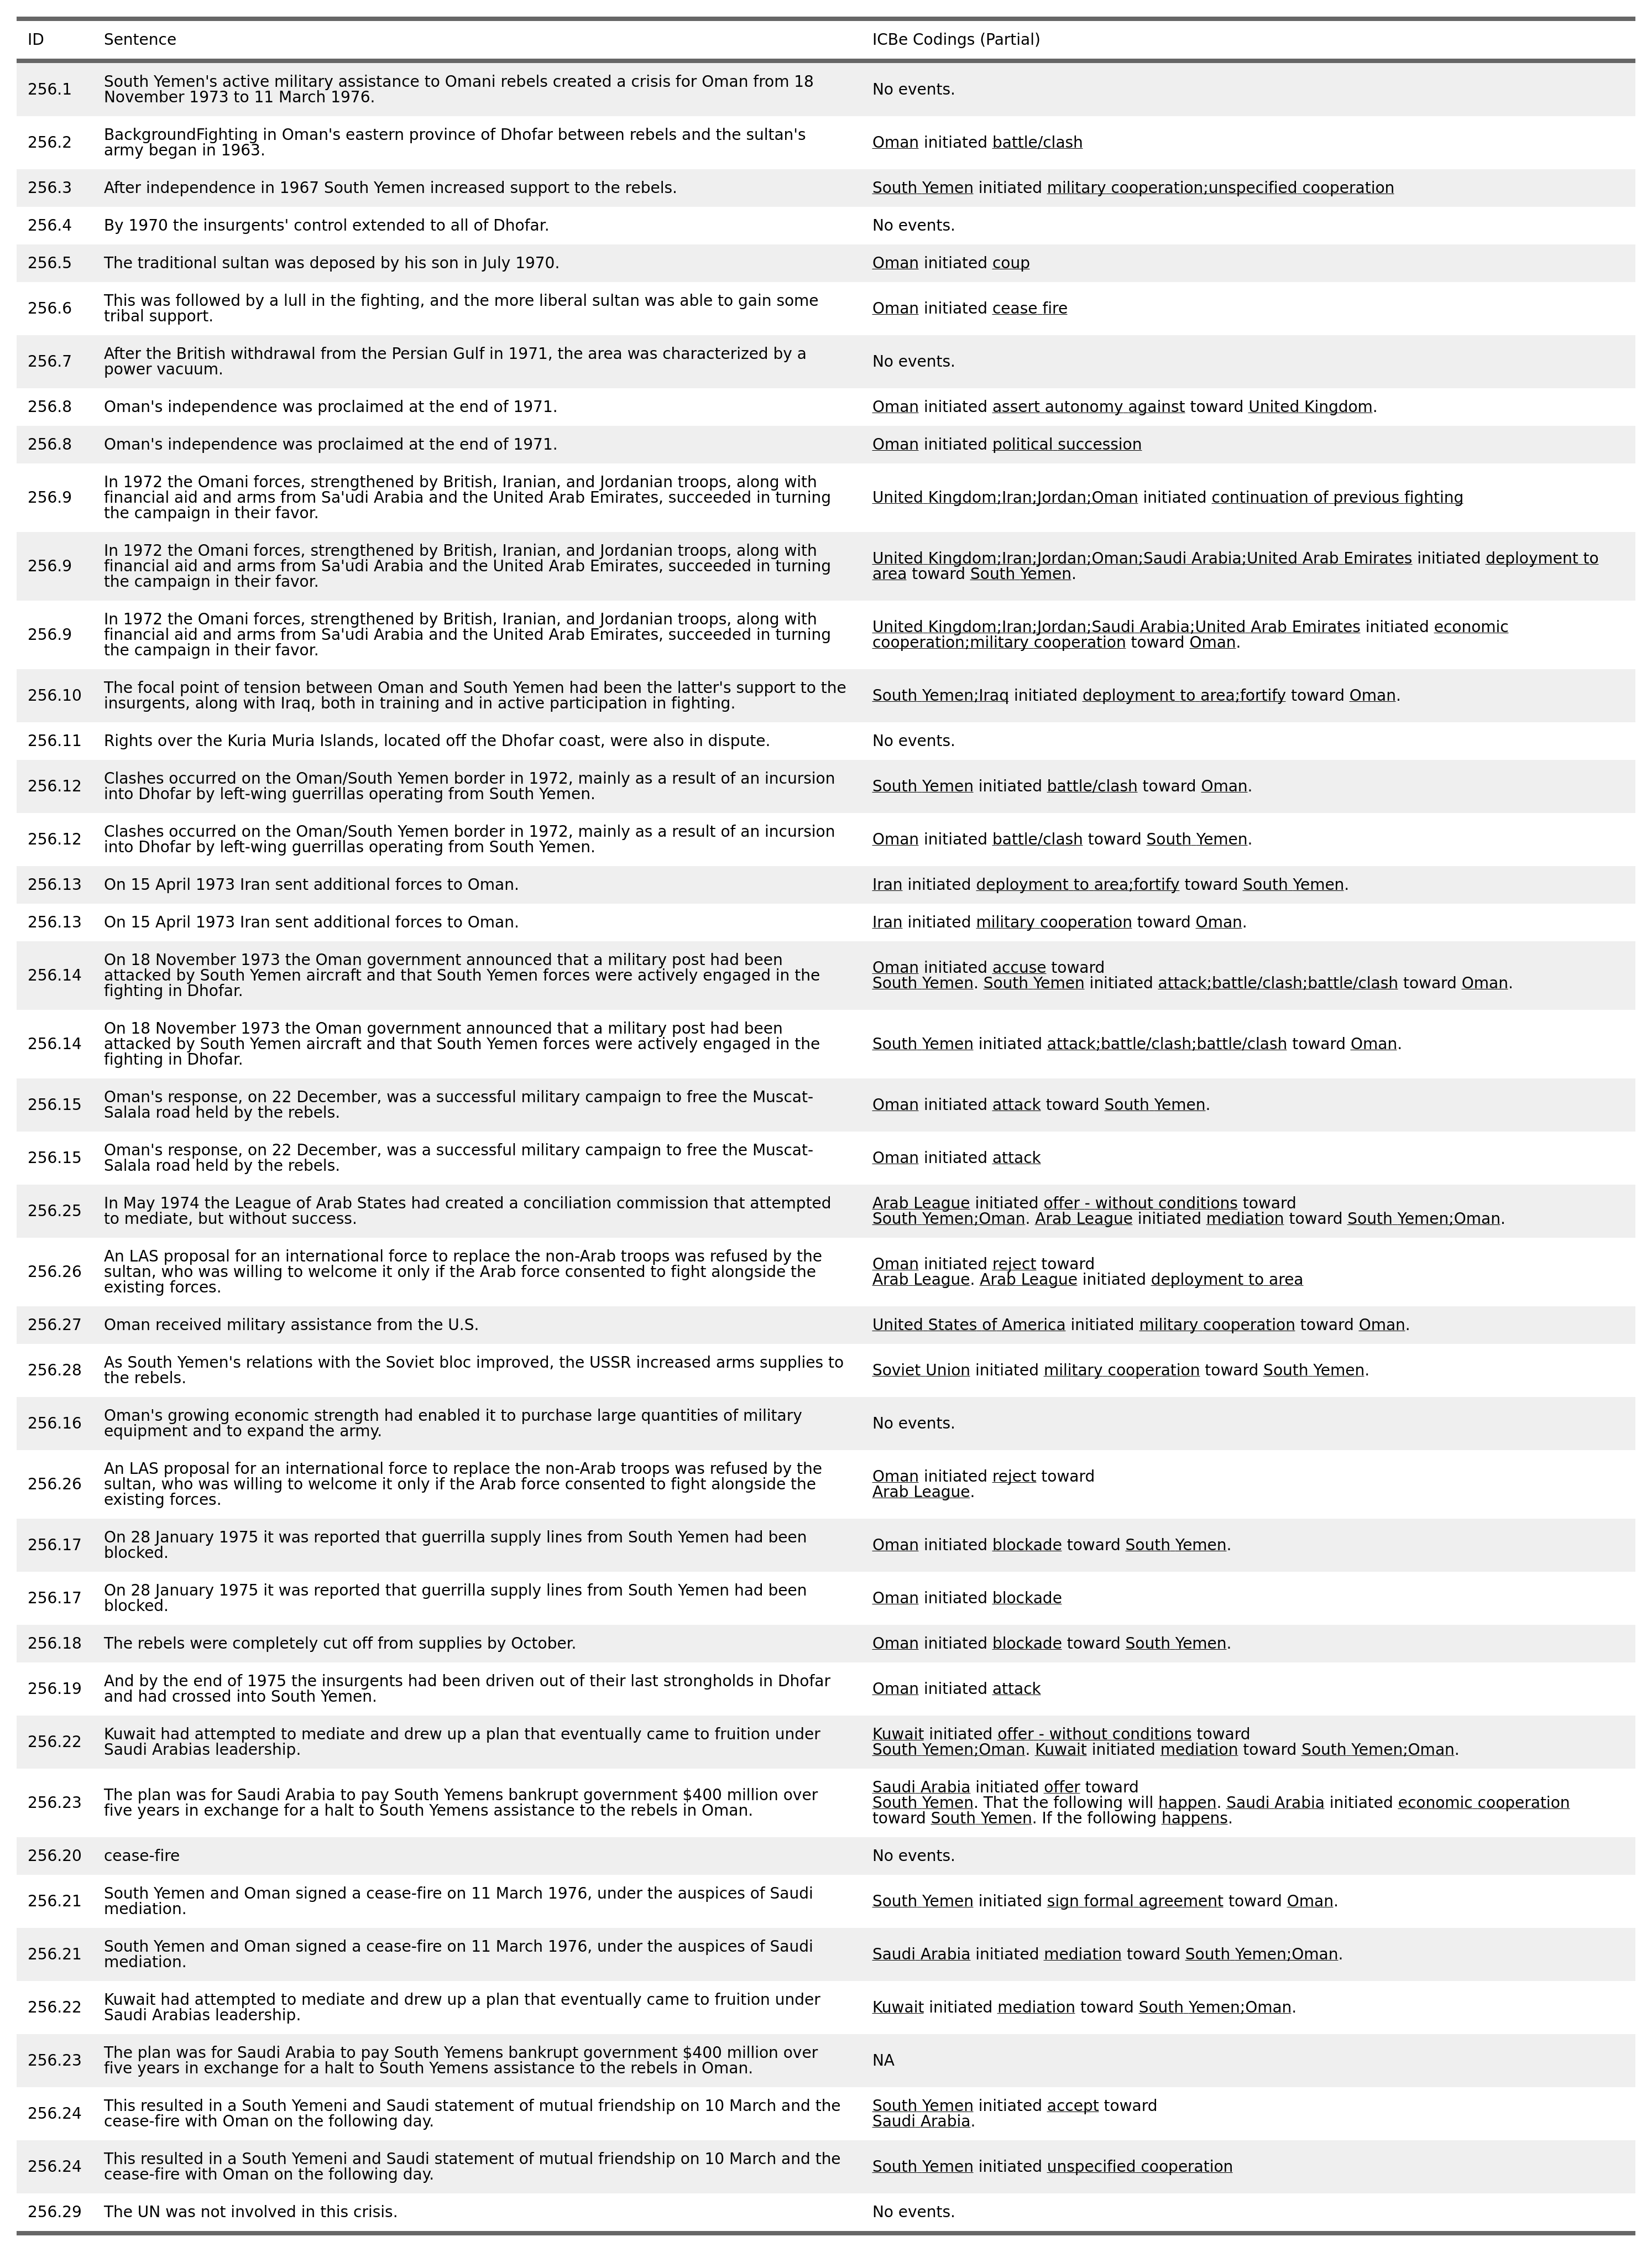 ID Sentence ICBe Codings (Partial)
256.1 South Yemen's active military assistance to Omani rebels created a crisis for Oman from 18
November 1973 to 11 March 1976.
No events.
256.2 BackgroundFighting in Oman's eastern province of Dhofar between rebels and the sultan's
army began in 1963.
Oman initiated battle/clash
256.3 After independence in 1967 South Yemen increased support to the rebels.
South Yemen initiated military cooperation;unspecified cooperation
256.4 By 1970 the insurgents' control extended to all of Dhofar.
No events.
256.5 The traditional sultan was deposed by his son in July 1970.
Oman initiated coup
256.6 This was followed by a lull in the fighting, and the more liberal sultan was able to gain some
tribal support.
Oman initiated cease fire
256.7 After the British withdrawal from the Persian Gulf in 1971, the area was characterized by a
power vacuum.
No events.
256.8 Oman's independence was proclaimed at the end of 1971.
Oman initiated assert autonomy against toward United Kingdom.
256.8 Oman's independence was proclaimed at the end of 1971.
Oman initiated political succession
256.9 In 1972 the Omani forces, strengthened by British, Iranian, and Jordanian troops, along with
financial aid and arms from Sa'udi Arabia and the United Arab Emirates, succeeded in turning
the campaign in their favor.
United Kingdom;Iran;Jordan;Oman initiated continuation of previous fighting
256.9 In 1972 the Omani forces, strengthened by British, Iranian, and Jordanian troops, along with
financial aid and arms from Sa'udi Arabia and the United Arab Emirates, succeeded in turning
the campaign in their favor.
United Kingdom;Iran;Jordan;Oman;Saudi Arabia;United Arab Emirates initiated deployment to
area toward South Yemen.
256.9 In 1972 the Omani forces, strengthened by British, Iranian, and Jordanian troops, along with
financial aid and arms from Sa'udi Arabia and the United Arab Emirates, succeeded in turning
the campaign in their favor.
United Kingdom;Iran;Jordan;Saudi Arabia;United Arab Emirates initiated economic
cooperation;military cooperation toward Oman.
256.10 The focal point of tension between Oman and South Yemen had been the latter's support to the
insurgents, along with Iraq, both in training and in active participation in fighting.
South Yemen;Iraq initiated deployment to area;fortify toward Oman.
256.11 Rights over the Kuria Muria Islands, located off the Dhofar coast, were also in dispute.
No events.
256.12 Clashes occurred on the Oman/South Yemen border in 1972, mainly as a result of an incursion
into Dhofar by left-wing guerrillas operating from South Yemen.
South Yemen initiated battle/clash toward Oman.
256.12 Clashes occurred on the Oman/South Yemen border in 1972, mainly as a result of an incursion
into Dhofar by left-wing guerrillas operating from South Yemen.
Oman initiated battle/clash toward South Yemen.
256.13 On 15 April 1973 Iran sent additional forces to Oman.
Iran initiated deployment to area;fortify toward South Yemen.
256.13 On 15 April 1973 Iran sent additional forces to Oman.
Iran initiated military cooperation toward Oman.
256.14 On 18 November 1973 the Oman government announced that a military post had been
attacked by South Yemen aircraft and that South Yemen forces were actively engaged in the
fighting in Dhofar.
Oman initiated accuse toward
South Yemen. South Yemen initiated attack;battle/clash;battle/clash toward Oman.
256.14 On 18 November 1973 the Oman government announced that a military post had been
attacked by South Yemen aircraft and that South Yemen forces were actively engaged in the
fighting in Dhofar.
South Yemen initiated attack;battle/clash;battle/clash toward Oman.
256.15 Oman's response, on 22 December, was a successful military campaign to free the Muscat-
Salala road held by the rebels.
Oman initiated attack toward South Yemen.
256.15 Oman's response, on 22 December, was a successful military campaign to free the Muscat-
Salala road held by the rebels.
Oman initiated attack
256.25 In May 1974 the League of Arab States had created a conciliation commission that attempted
to mediate, but without success.
Arab League initiated offer - without conditions toward
South Yemen;Oman. Arab League initiated mediation toward South Yemen;Oman.
256.26 An LAS proposal for an international force to replace the non-Arab troops was refused by the
sultan, who was willing to welcome it only if the Arab force consented to fight alongside the
existing forces.
Oman initiated reject toward
Arab League. Arab League initiated deployment to area
256.27 Oman received military assistance from the U.S.
United States of America initiated military cooperation toward Oman.
256.28 As South Yemen's relations with the Soviet bloc improved, the USSR increased arms supplies to
the rebels.
Soviet Union initiated military cooperation toward South Yemen.
256.16 Oman's growing economic strength had enabled it to purchase large quantities of military
equipment and to expand the army.
No events.
256.26 An LAS proposal for an international force to replace the non-Arab troops was refused by the
sultan, who was willing to welcome it only if the Arab force consented to fight alongside the
existing forces.
Oman initiated reject toward
Arab League.
256.17 On 28 January 1975 it was reported that guerrilla supply lines from South Yemen had been
blocked.
Oman initiated blockade toward South Yemen.
256.17 On 28 January 1975 it was reported that guerrilla supply lines from South Yemen had been
blocked.
Oman initiated blockade
256.18 The rebels were completely cut off from supplies by October.
Oman initiated blockade toward South Yemen.
256.19 And by the end of 1975 the insurgents had been driven out of their last strongholds in Dhofar
and had crossed into South Yemen.
Oman initiated attack
256.22 Kuwait had attempted to mediate and drew up a plan that eventually came to fruition under
Saudi Arabias leadership.
Kuwait initiated offer - without conditions toward
South Yemen;Oman. Kuwait initiated mediation toward South Yemen;Oman.
256.23 The plan was for Saudi Arabia to pay South Yemens bankrupt government $400 million over
five years in exchange for a halt to South Yemens assistance to the rebels in Oman.
Saudi Arabia initiated offer toward
South Yemen. That the following will happen. Saudi Arabia initiated economic cooperation
toward South Yemen. If the following happens.
256.20 cease-fire
No events.
256.21 South Yemen and Oman signed a cease-fire on 11 March 1976, under the auspices of Saudi
mediation.
South Yemen initiated sign formal agreement toward Oman.
256.21 South Yemen and Oman signed a cease-fire on 11 March 1976, under the auspices of Saudi
mediation.
Saudi Arabia initiated mediation toward South Yemen;Oman.
256.22 Kuwait had attempted to mediate and drew up a plan that eventually came to fruition under
Saudi Arabias leadership.
Kuwait initiated mediation toward South Yemen;Oman.
256.23 The plan was for Saudi Arabia to pay South Yemens bankrupt government $400 million over
five years in exchange for a halt to South Yemens assistance to the rebels in Oman.
NA
256.24 This resulted in a South Yemeni and Saudi statement of mutual friendship on 10 March and the
cease-fire with Oman on the following day.
South Yemen initiated accept toward
Saudi Arabia.
256.24 This resulted in a South Yemeni and Saudi statement of mutual friendship on 10 March and the
cease-fire with Oman on the following day.
South Yemen initiated unspecified cooperation
256.29 The UN was not involved in this crisis.
No events.